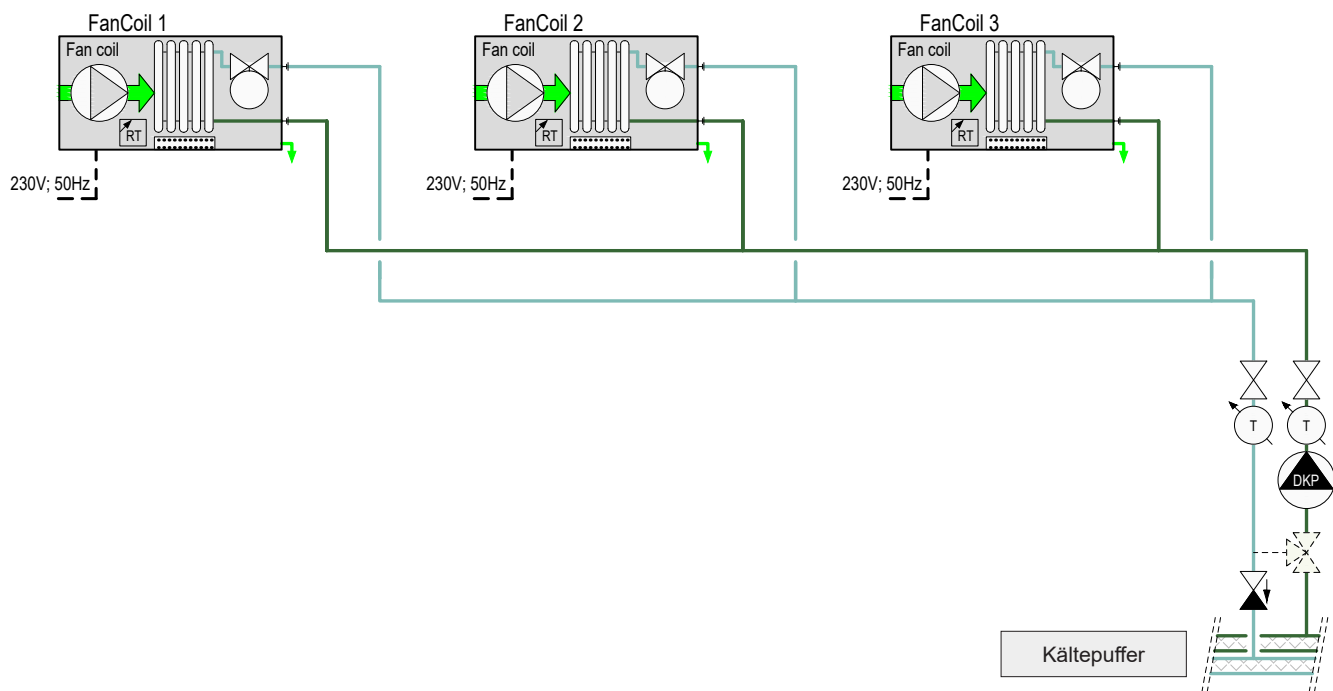 FanCoil 1
FanCoil 2
FanCoil 3
Fan coil
Fan coil
Fan coil
RT
RT
RT
230V; 50Hz
230V; 50Hz
230V; 50Hz
T
T
DKP
Kältepuffer